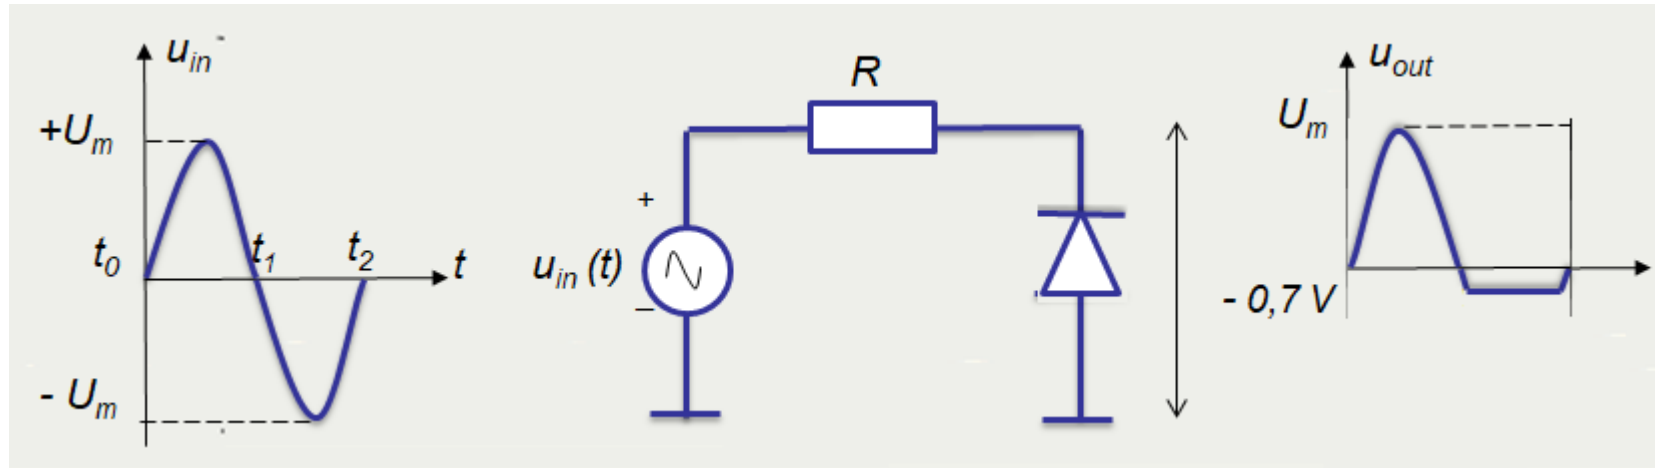 u_in
+U_m
t_0
t_1
t_2
t
- U_m
R
+
u_in (t)
–
u_out
U_m
- 0,7 V